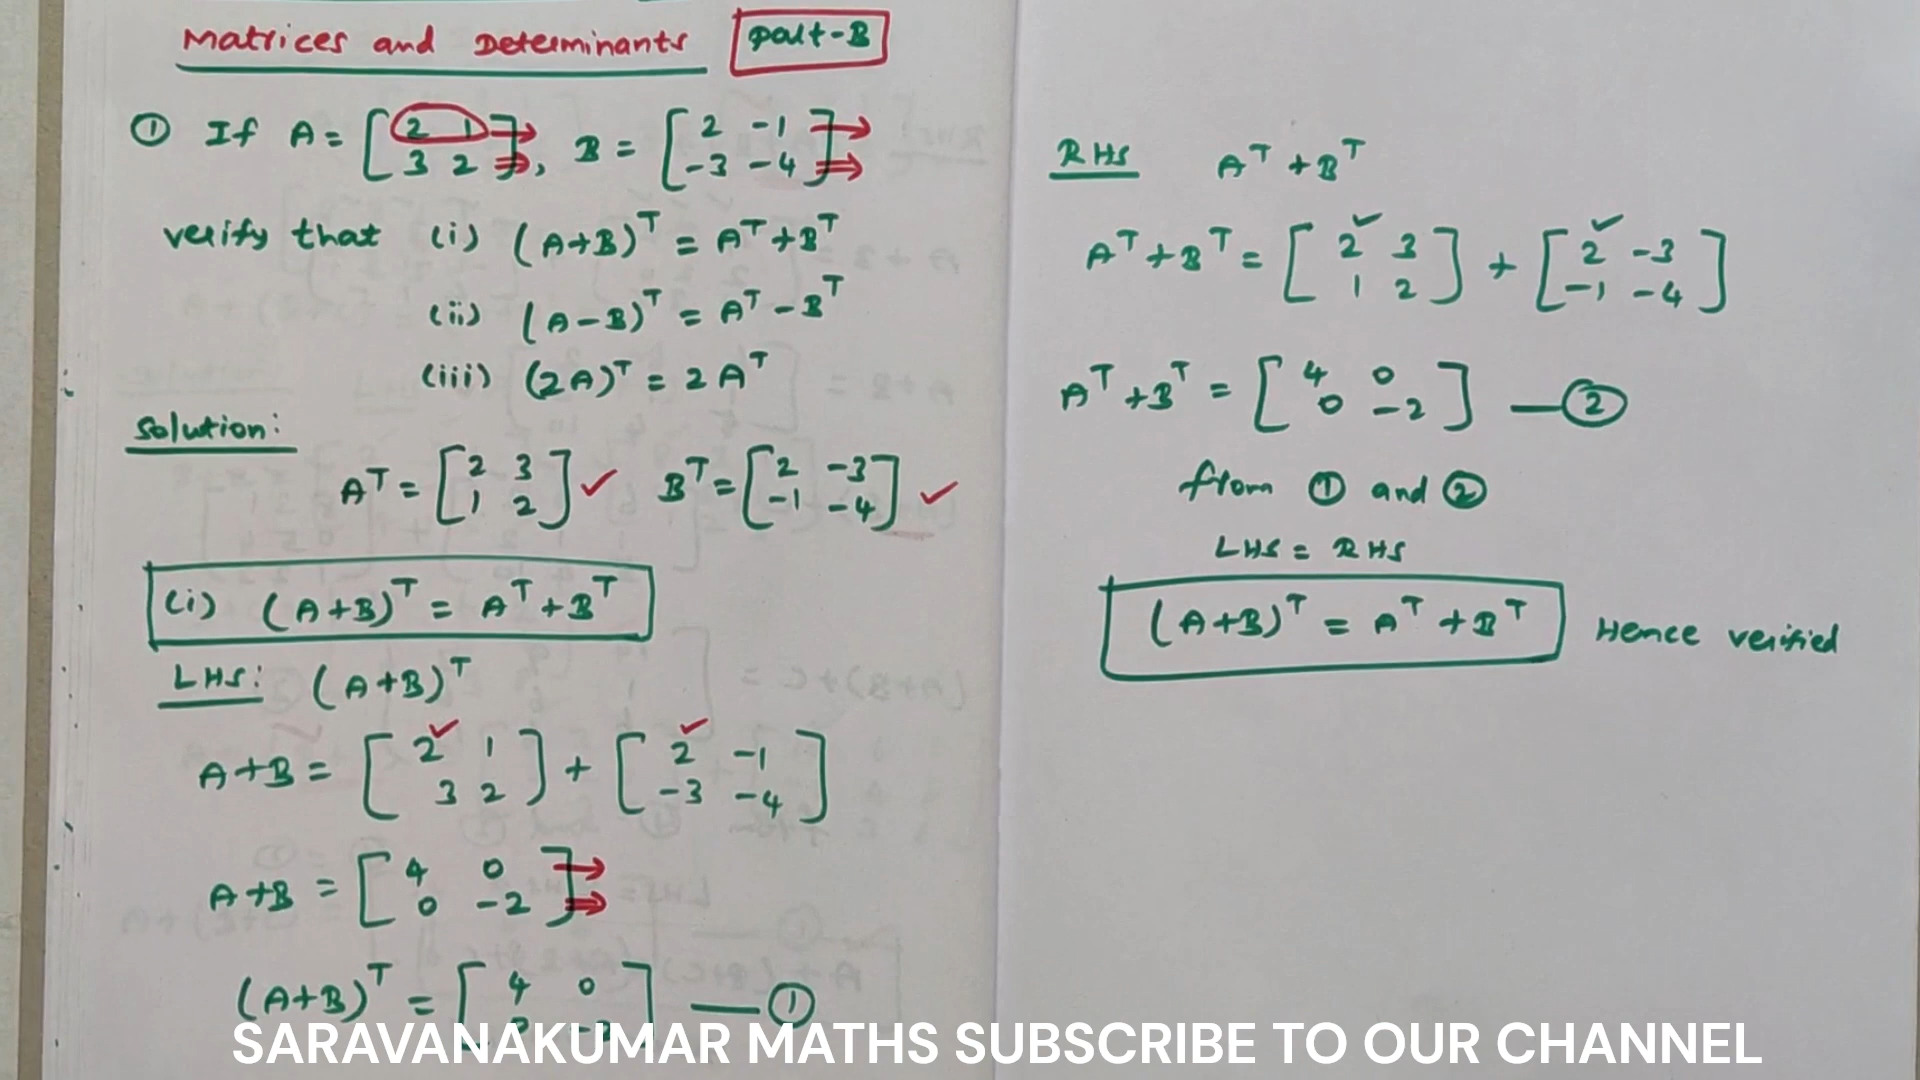 Matrices and Determinants Part-B
① If A = [2 1
3 2], B = [2 -1
-3 -4]
verify that (i) (A+B)ᵀ = Aᵀ+Bᵀ
(ii) (A-B)ᵀ = Aᵀ-Bᵀ
(iii) (2A)ᵀ = 2Aᵀ
Solution:
Aᵀ = [2 3
1 2] ✓ Bᵀ = [2 -3
-1 -4] ✓
(i) (A+B)ᵀ = Aᵀ+Bᵀ
LHS: (A+B)ᵀ
A+B = [2 1
3 2] + [2 -1
-3 -4]
A+B = [4 0
0 -2]
(A+B)ᵀ = [4 0 ] — ①
RHS Aᵀ+Bᵀ
Aᵀ+Bᵀ = [2 3
1 2] + [2 -3
-1 -4]
Aᵀ+Bᵀ = [4 0
0 -2] — ②
from ① and ②
LHS = RHS
(A+B)ᵀ = Aᵀ + Bᵀ Hence verified
SARAVANAKUMAR MATHS SUBSCRIBE TO OUR CHANNEL